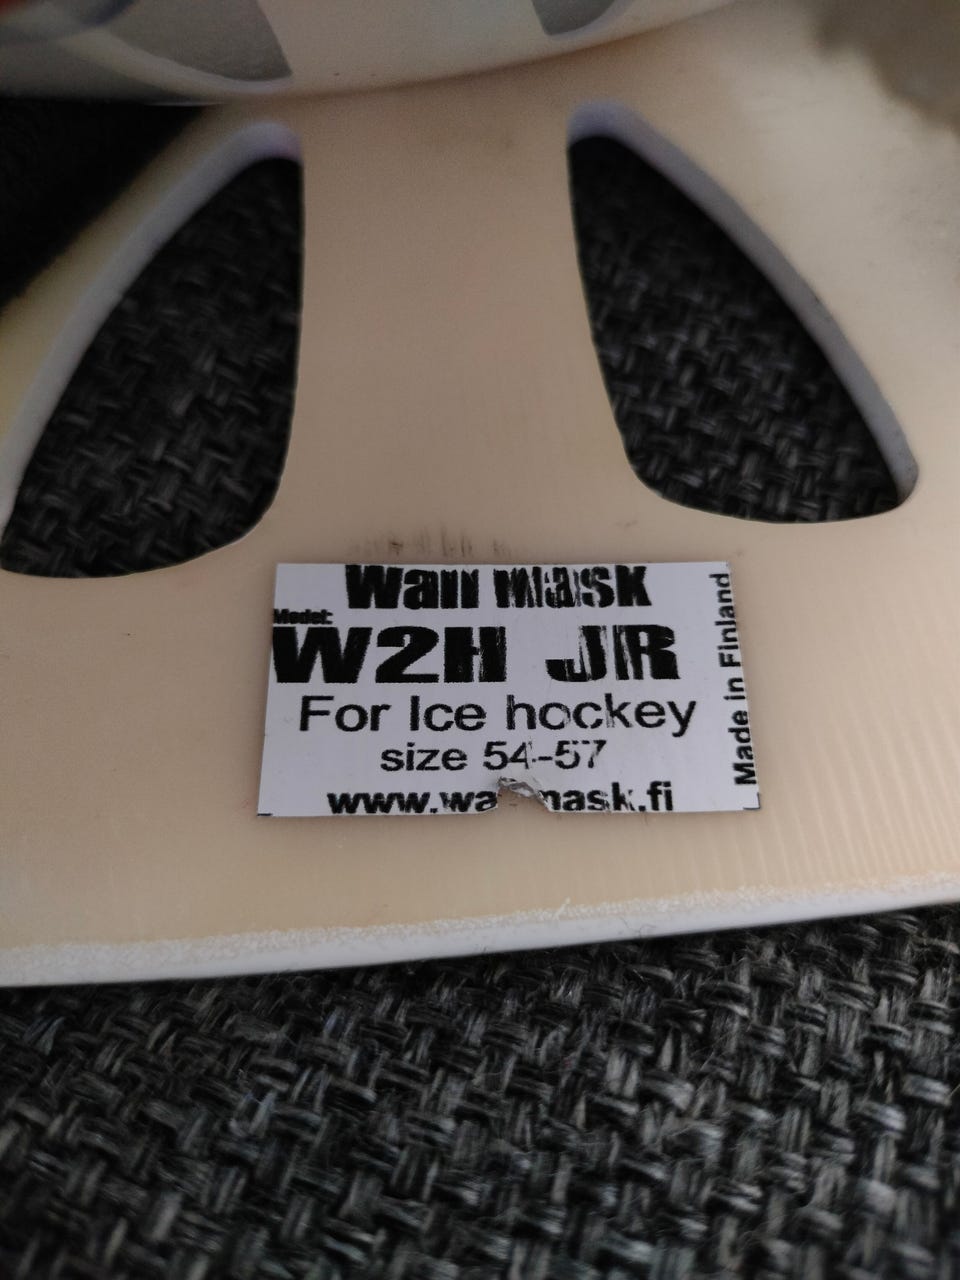 Wall mask
Model:
W2H JR
For Ice hockey
size 54-57
Made in Finland